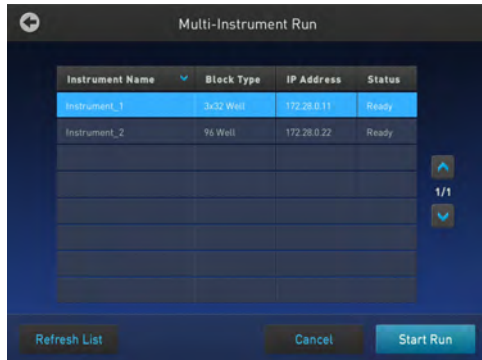 Multi-Instrument Run
Instrument Name Block Type IP Address Status
Instrument_1 3x32 Well 172.28.0.11 Ready
Instrument_2 96 Well 172.28.0.22 Ready
1/1
Refresh List Cancel Start Run